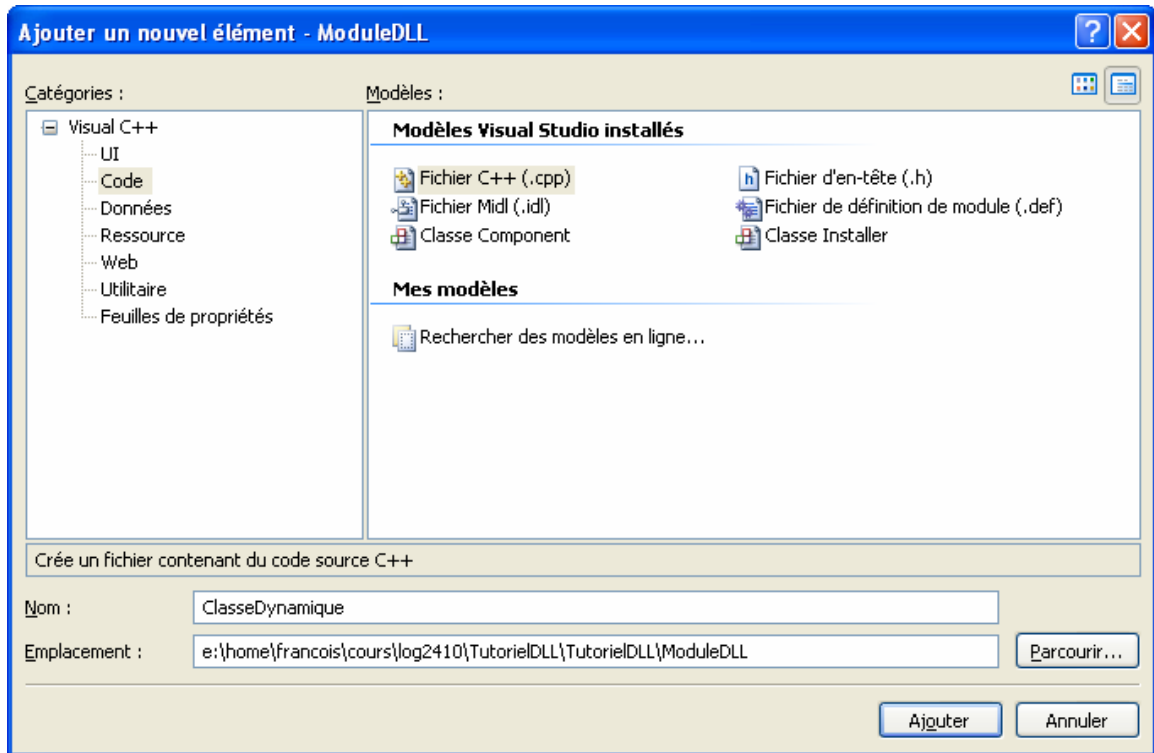 Ajouter un nouvel élément - ModuleDLL
Catégories :
Modèles :
Visual C++
UI
Code
Données
Ressource
Web
Utilitaire
Feuilles de propriétés
Modèles Visual Studio installés
Fichier C++ (.cpp)
Fichier d'en-tête (.h)
Fichier Midl (.idl)
Fichier de définition de module (.def)
Classe Component
Classe Installer
Mes modèles
Rechercher des modèles en ligne...
Crée un fichier contenant du code source C++
Nom :
ClasseDynamique
Emplacement :
e:\home\francois\cours\log2410\TutorielDLL\TutorielDLL\ModuleDLL
Parcourir...
Ajouter
Annuler